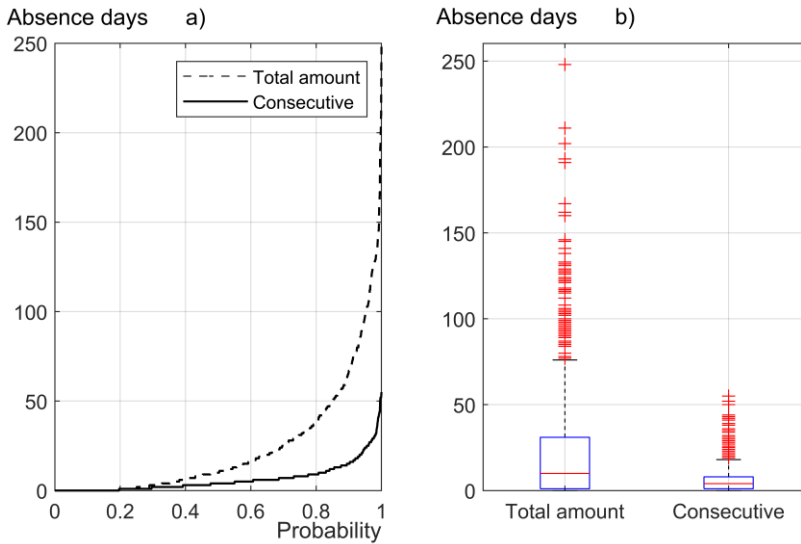 Absence days a)
250
200
150
100
50
0
0 0.2 0.4 0.6 0.8 1
Probability
Total amount
Consecutive
Absence days b)
250
200
150
100
50
0
Total amount Consecutive